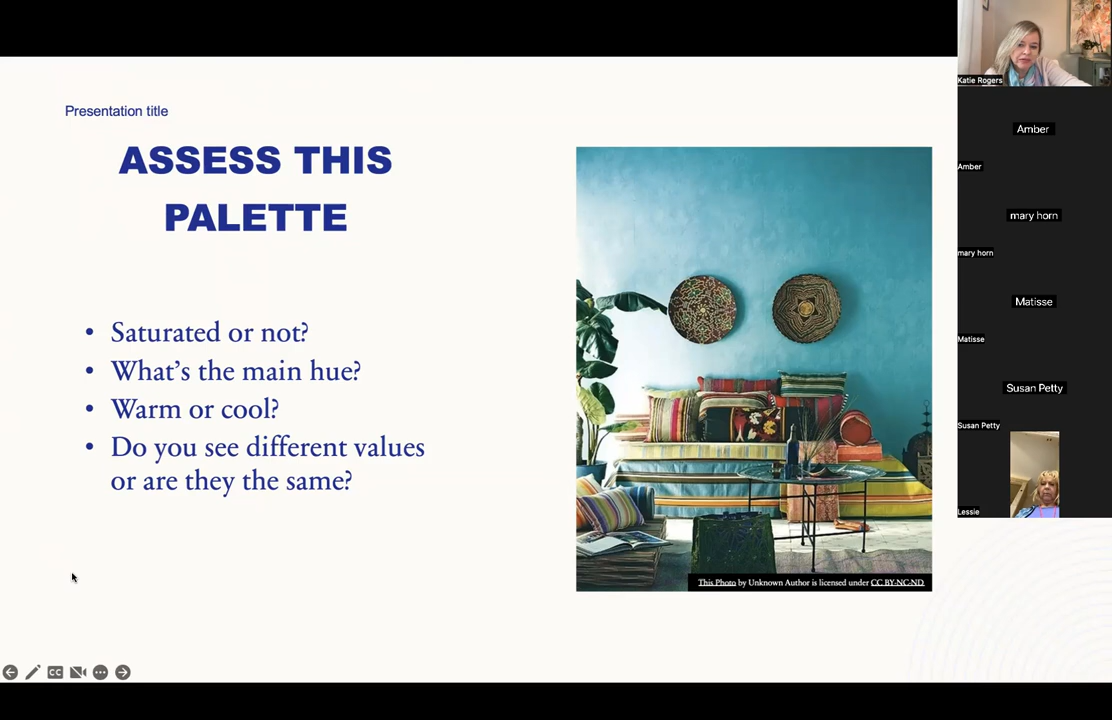 Presentation title
ASSESS THIS
PALETTE
• Saturated or not?
• What's the main hue?
• Warm or cool?
• Do you see different values
or are they the same?
This Photo by Unknown Author is licensed under CC BY-NC-ND
CC
Katie Rogers
Amber
Amber
mary horn
mary horn
Matisse
Matisse
Susan Petty
Susan Petty
Lessie